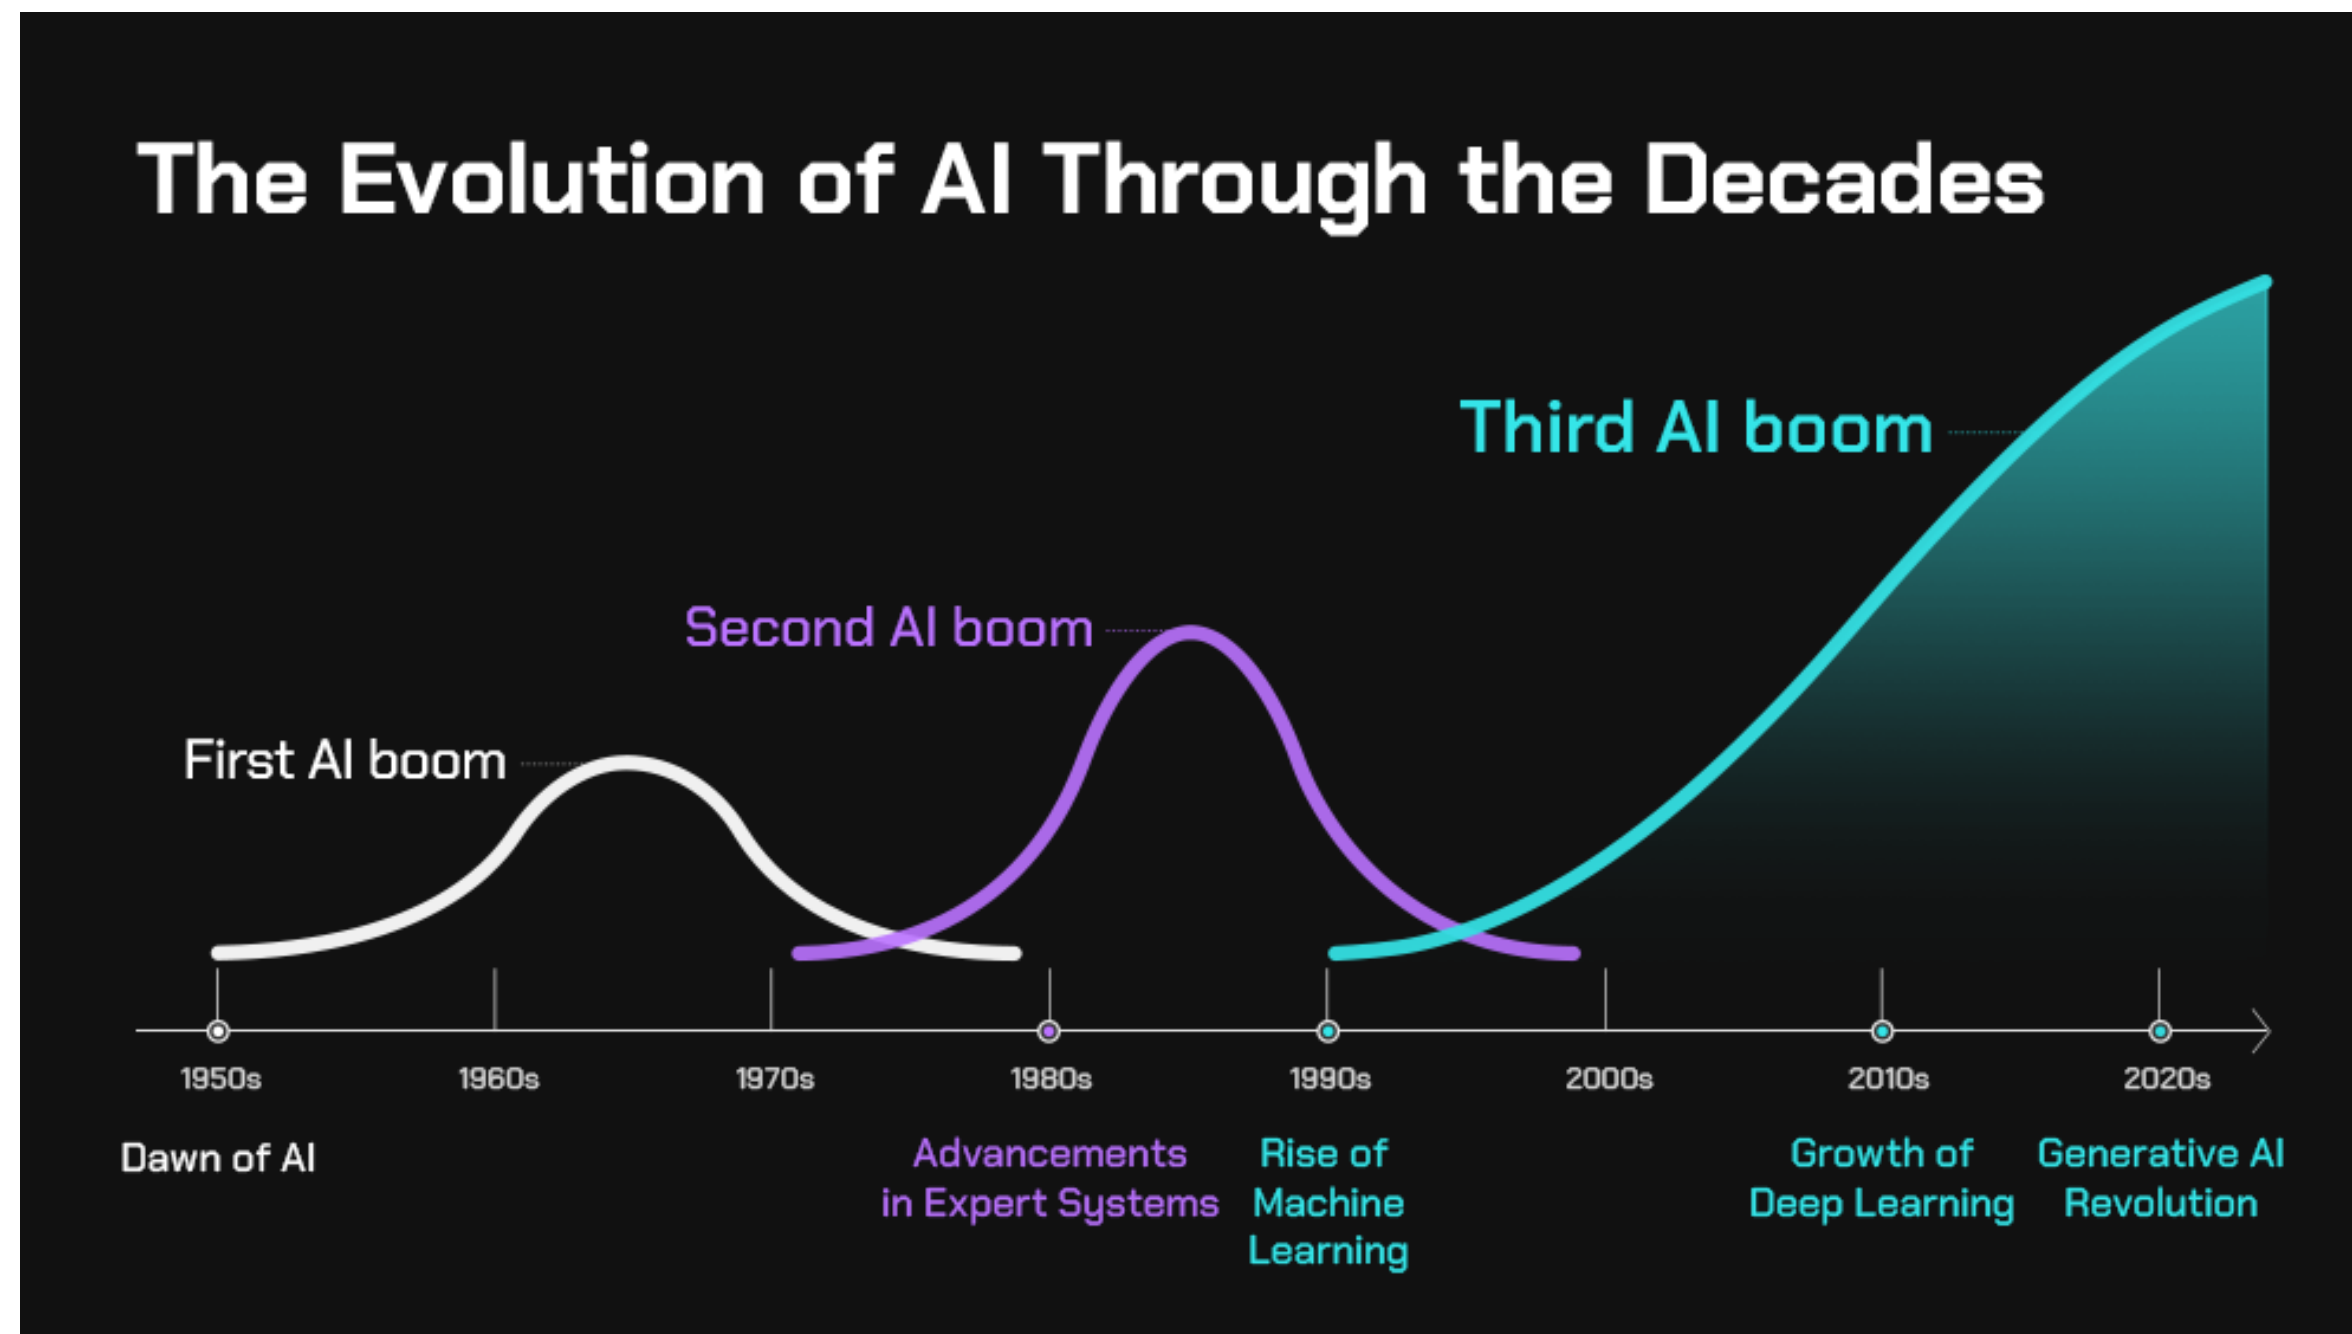 The Evolution of AI Through the Decades
Third AI boom
Second AI boom
First AI boom
1950s
1960s
1970s
1980s
1990s
2000s
2010s
2020s
Dawn of AI
Advancements
in Expert Systems
Rise of
Machine
Learning
Growth of
Deep Learning
Generative AI
Revolution